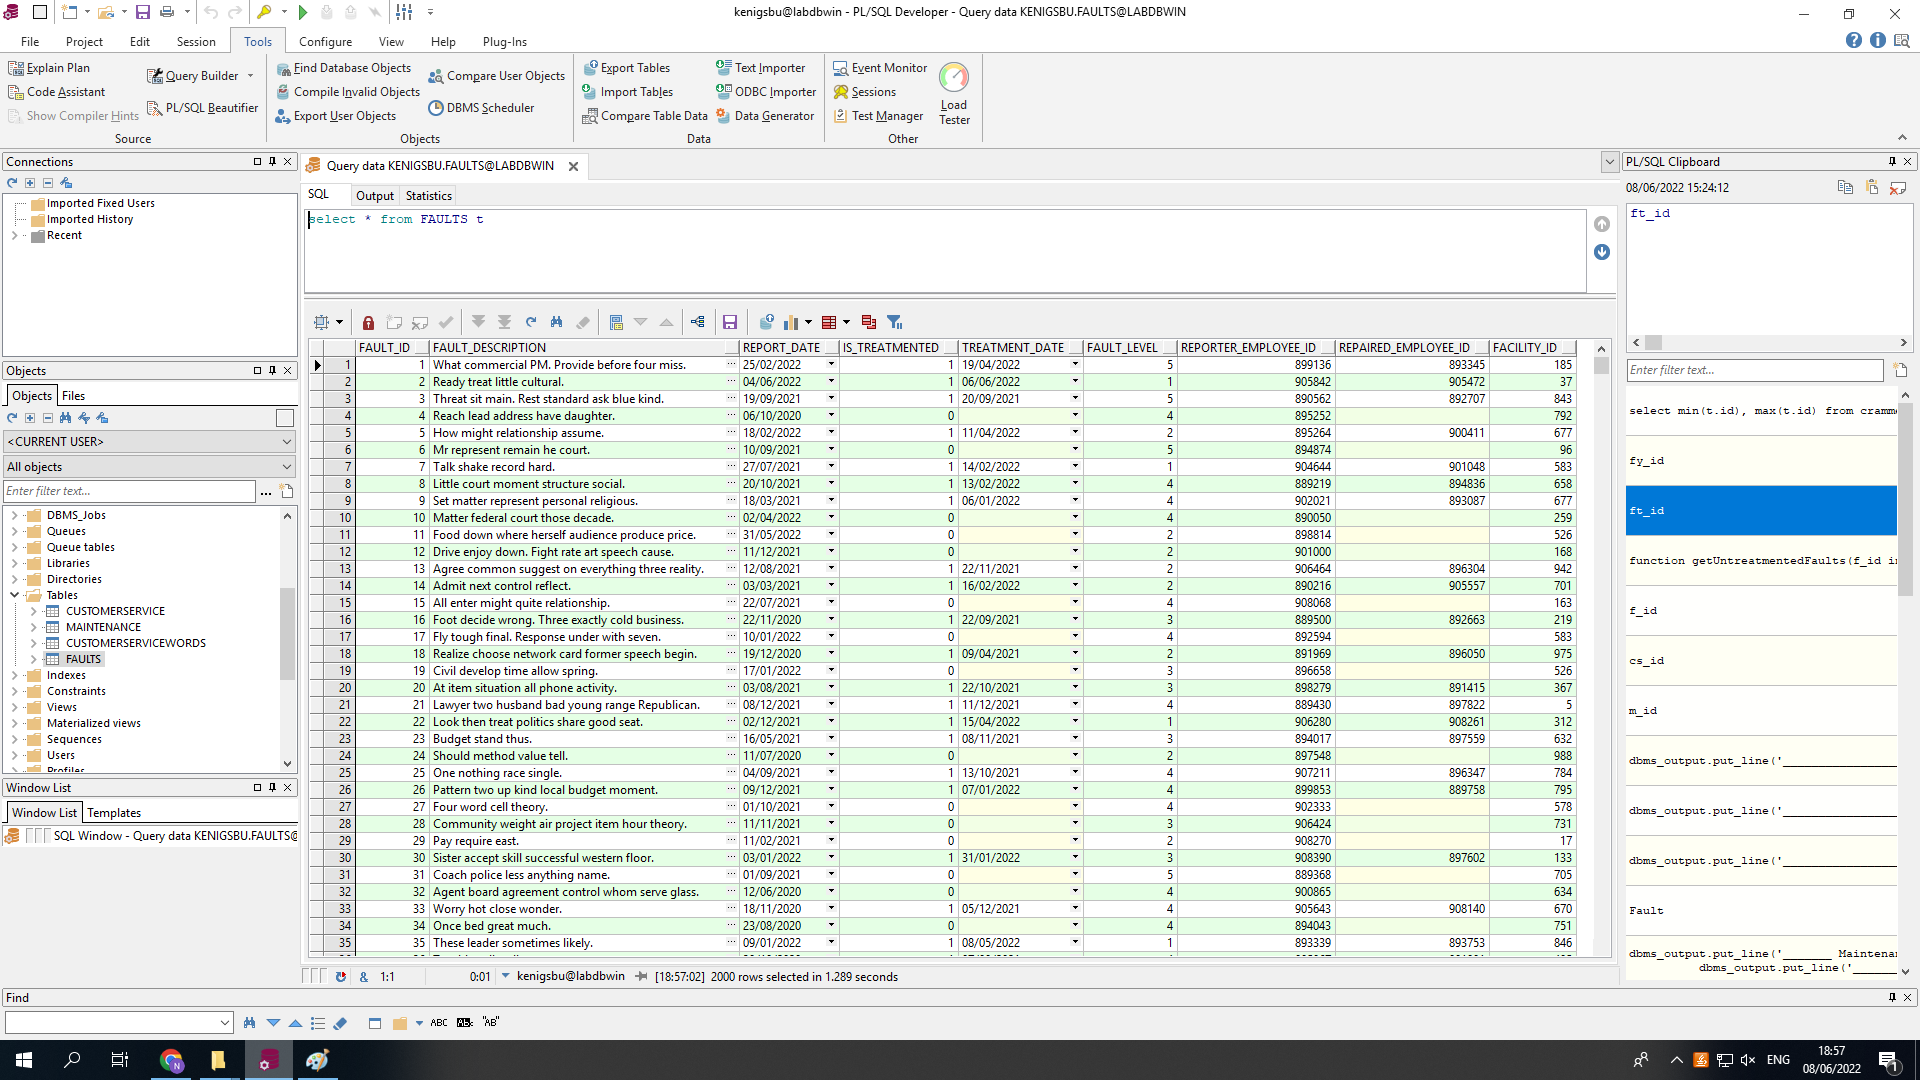 kenigsbu@labdbwin - PL/SQL Developer - Query data KENIGSBU.FAULTS@LABDBWIN
File Project Edit Session Tools Configure View Help Plug-Ins
Explain Plan
Code Assistant
Show Compiler Hints
Query Builder
PL/SQL Beautifier
Source
Find Database Objects
Compile Invalid Objects
Export User Objects
Compare User Objects
DBMS Scheduler
Objects
Export Tables
Import Tables
Compare Table Data
Text Importer
ODBC Importer
Data Generator
Data
Event Monitor
Sessions
Test Manager
Load
Tester
Other
Connections
Imported Fixed Users
Imported History
Recent
Objects
Objects Files
<CURRENT USER>
All objects
Enter filter text...
DBMS_Jobs
Queues
Queue tables
Libraries
Directories
Tables
CUSTOMERSERVICE
MAINTENANCE
CUSTOMERSERVICEWORDS
FAULTS
Indexes
Constraints
Views
Materialized views
Sequences
Users
Profiles
Window List
Window List Templates
SQL Window - Query data KENIGSBU.FAULTS@
Query data KENIGSBU.FAULTS@LABDBWIN
SQL Output Statistics
select * from FAULTS t
FAULT_ID FAULT_DESCRIPTION REPORT_DATE IS_TREATMENTED TREATMENT_DATE FAULT_LEVEL REPORTER_EMPLOYEE_ID REPAIRED_EMPLOYEE_ID FACILITY_ID
1 1 What commercial PM. Provide before four miss. 25/02/2022 1 19/04/2022 5 899136 893345 185
2 2 Ready treat little cultural. 04/06/2022 1 06/06/2022 1 905842 905472 37
3 3 Threat sit main. Rest standard ask blue kind. 19/09/2021 1 20/09/2021 5 890562 892707 843
4 4 Reach lead address have daughter. 06/10/2020 0 4 895252 792
5 5 How might relationship assume. 18/02/2022 1 11/04/2022 2 895264 900411 677
6 6 Mr represent remain he court. 10/09/2021 0 5 894874 96
7 7 Talk shake record hard. 27/07/2021 1 14/02/2022 1 904644 901048 583
8 8 Little court moment structure social. 20/10/2021 1 13/02/2022 4 889219 894836 658
9 9 Set matter represent personal religious. 18/03/2021 1 06/01/2022 4 902021 893087 677
10 10 Matter federal court those decade. 02/04/2022 0 4 890050 259
11 11 Food down where herself audience produce price. 31/05/2022 0 2 898814 526
12 12 Drive enjoy down. Fight rate art speech cause. 11/12/2021 0 2 901000 168
13 13 Agree common suggest on everything three reality. 12/08/2021 1 22/11/2021 2 906464 896304 942
14 14 Admit next control reflect. 03/03/2021 1 16/02/2022 2 890216 905557 701
15 15 All enter might quite relationship. 22/07/2021 0 4 908068 163
16 16 Foot decide wrong. Three exactly cold business. 22/11/2020 1 22/09/2021 3 889500 892663 219
17 17 Fly tough final. Response under with seven. 10/01/2022 0 4 892594 583
18 18 Realize choose network card former speech begin. 19/12/2020 1 09/04/2021 2 891969 896050 975
19 19 Civil develop time allow spring. 17/01/2022 0 3 896658 526
20 20 At item situation all phone activity. 03/08/2021 1 22/10/2021 3 898279 891415 367
21 21 Lawyer two husband bad young range Republican. 08/12/2021 1 11/12/2021 4 889430 897822 5
22 22 Look then treat politics share good seat. 02/12/2021 1 15/04/2022 1 906280 908261 312
23 23 Budget stand thus. 16/05/2021 1 08/11/2021 3 894017 897559 632
24 24 Should method value tell. 11/07/2020 0 2 897548 988
25 25 One nothing race single. 04/09/2021 1 13/10/2021 4 907211 896347 784
26 26 Pattern two up kind local budget moment. 09/12/2021 1 07/01/2022 4 899853 889758 795
27 27 Four word cell theory. 01/10/2021 0 4 902333 578
28 28 Community weight air project item hour theory. 11/11/2021 0 3 906424 731
29 29 Pay require east. 11/02/2021 0 2 908270 17
30 30 Sister accept skill successful western floor. 03/01/2022 1 31/01/2022 3 908390 897602 133
31 31 Coach police less anything name. 01/09/2021 0 5 889368 705
32 32 Agent board agreement control whom serve glass. 12/06/2020 0 4 900865 634
33 33 Worry hot close wonder. 18/11/2020 1 05/12/2021 4 905643 908140 670
34 34 Once bed great much. 23/08/2020 0 4 894043 751
35 35 These leader sometimes likely. 09/01/2022 1 08/05/2022 1 893339 893753 846
& 1:1 0:01 kenigsbu@labdbwin [18:57:02] 2000 rows selected in 1.289 seconds
PL/SQL Clipboard
08/06/2022 15:24:12
ft_id
Enter filter text...
select min(t.id), max(t.id) from cramm
fy_id
ft_id
function getUntreatmentedFaults(f_id i
f_id
cs_id
m_id
dbms_output.put_line('
dbms_output.put_line('
dbms_output.put_line('
Fault
dbms_output.put_line('_______ Maintenan
dbms_output.put_line('______
Find
ABC ABc "AB"
ENG
18:57
08/06/2022
1